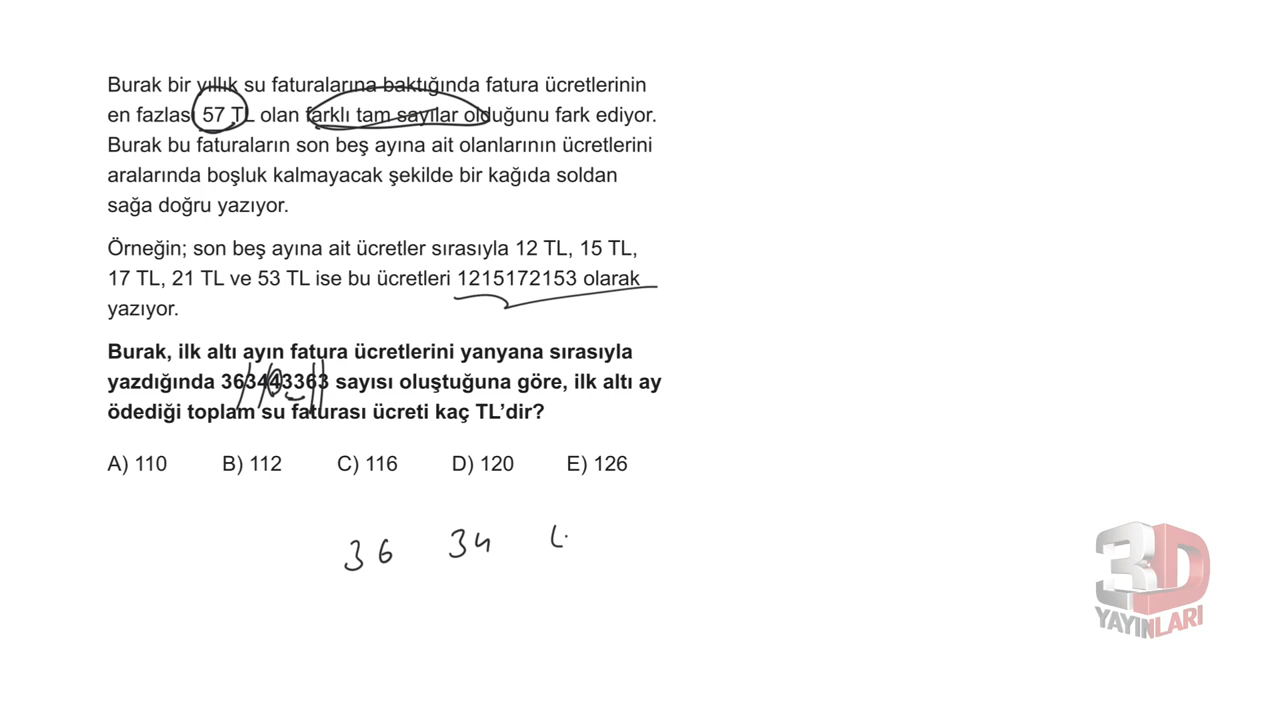 Burak bir yıllık su faturalarına baktığında fatura ücretlerinin
en fazlası 57 TL olan farklı tam sayılar olduğunu fark ediyor.
Burak bu faturaların son beş ayına ait olanlarının ücretlerini
aralarında boşluk kalmayacak şekilde bir kağıda soldan
sağa doğru yazıyor.
Örneğin; son beş ayına ait ücretler sırasıyla 12 TL, 15 TL,
17 TL, 21 TL ve 53 TL ise bu ücretleri 1215172153 olarak
yazıyor.
Burak, ilk altı ayın fatura ücretlerini yanyana sırasıyla
yazdığında 363443363 sayısı oluştuğuna göre, ilk altı ay
ödediği toplam su faturası ücreti kaç TL'dir?
A) 110 B) 112 C) 116 D) 120 E) 126
36 34
3D
YAYINLARI